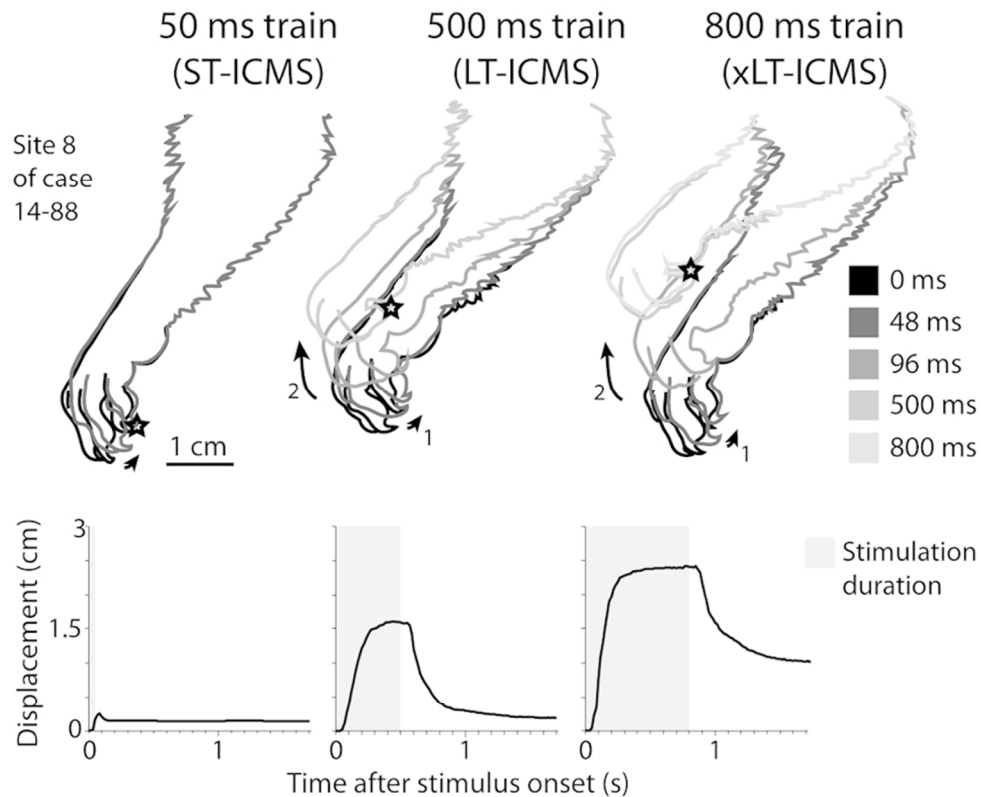 50 ms train
(ST-ICMS)
500 ms train
(LT-ICMS)
800 ms train
(xLT-ICMS)
Site 8
of case
14-88
0 ms
48 ms
96 ms
500 ms
800 ms
2
1
2
1
1 cm
Displacement (cm)
3
1.5
0
0
1
0
1
0
1
Stimulation
duration
Time after stimulus onset (s)